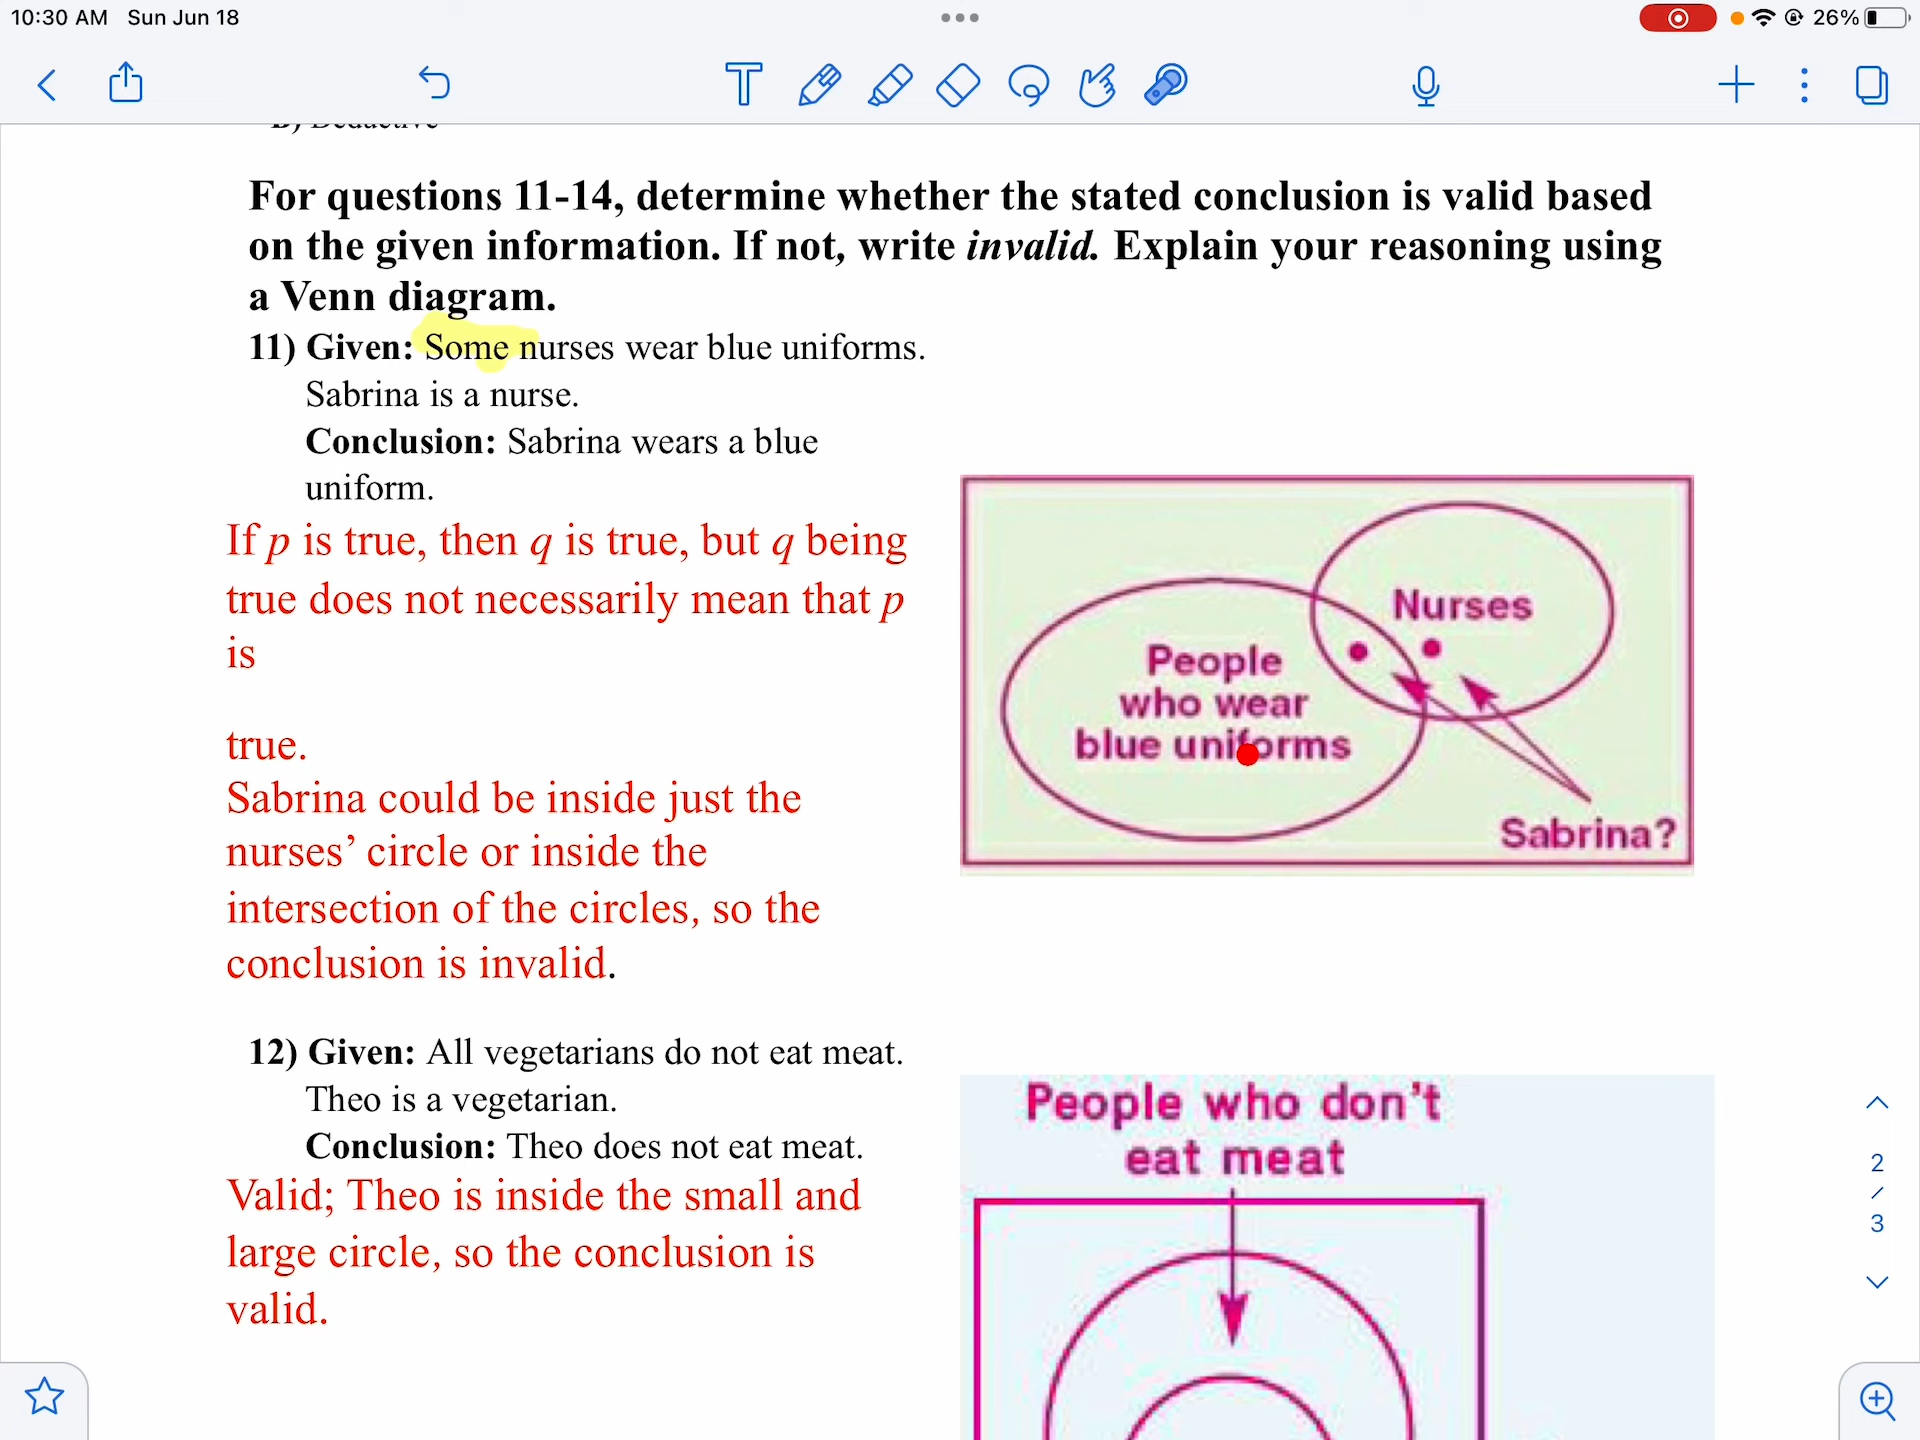 10:30 AM Sun Jun 18
26%
For questions 11-14, determine whether the stated conclusion is valid based
on the given information. If not, write invalid. Explain your reasoning using
a Venn diagram.
11) Given: Some nurses wear blue uniforms.
Sabrina is a nurse.
Conclusion: Sabrina wears a blue
uniform.
If p is true, then q is true, but q being
true does not necessarily mean that p
is
true.
Sabrina could be inside just the
nurses’ circle or inside the
intersection of the circles, so the
conclusion is invalid.
Nurses
People
who wear
blue uniforms
Sabrina?
12) Given: All vegetarians do not eat meat.
Theo is a vegetarian.
Conclusion: Theo does not eat meat.
Valid; Theo is inside the small and
large circle, so the conclusion is
valid.
People who don’t
eat meat
2
/
3